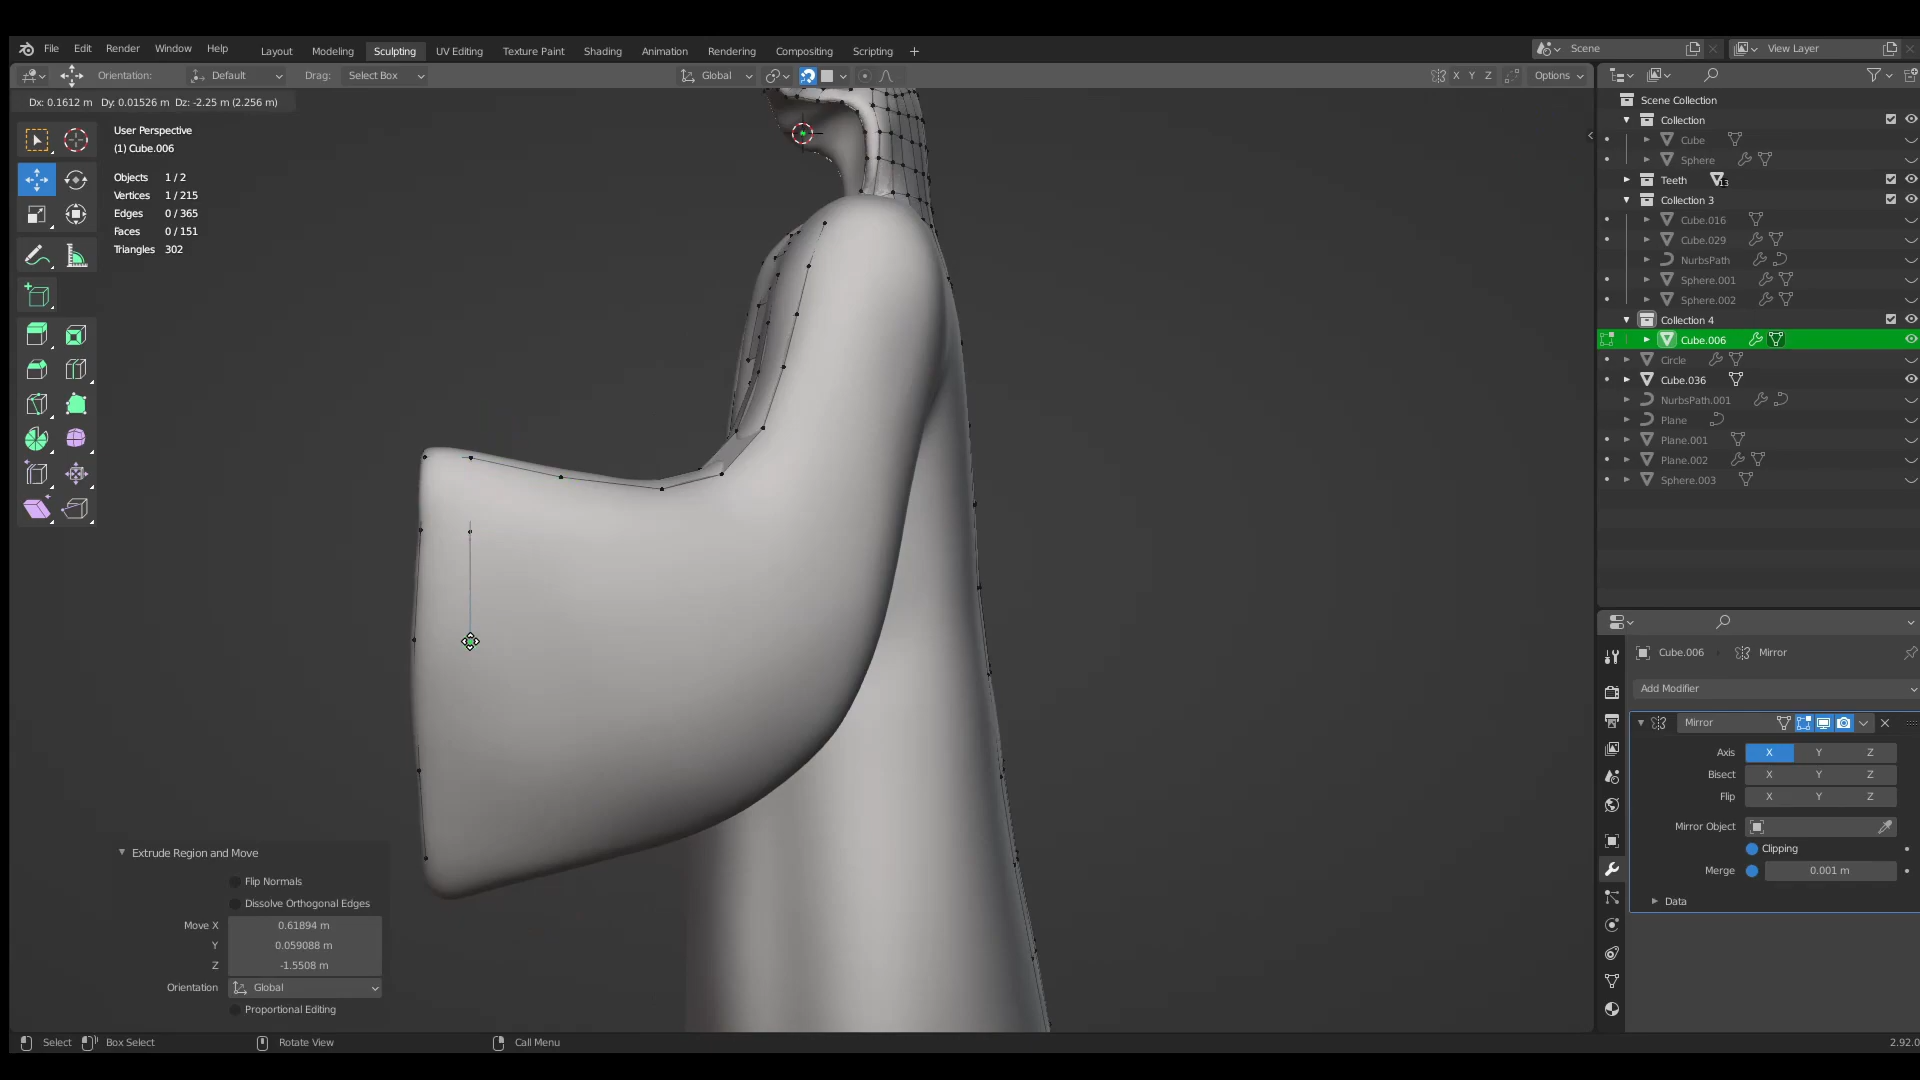 File Edit Render Window Help
Layout Modeling Sculpting UV Editing Texture Paint Shading Animation Rendering Compositing Scripting +
Scene View Layer
Orientation: Default Drag: Select Box Global X Y Z Options
Dx: 0.1612 m Dy: 0.01526 m Dz: -2.25 m (2.256 m)
User Perspective
(1) Cube.006
Objects 1 / 2
Vertices 1 / 215
Edges 0 / 365
Faces 0 / 151
Triangles 302
Scene Collection
Collection
Cube
Sphere
Teeth 13
Collection 3
Cube.016
Cube.029
NurbsPath
Sphere.001
Sphere.002
Collection 4
Cube.006
Circle
Cube.036
NurbsPath.001
Plane
Plane.001
Plane.002
Sphere.003
Cube.006 Mirror
Add Modifier
Mirror
Axis X Y Z
Bisect X Y Z
Flip X Y Z
Mirror Object
Clipping
Merge 0.001 m
Data
Extrude Region and Move
Flip Normals
Dissolve Orthogonal Edges
Move X 0.61894 m
Y 0.059088 m
Z -1.5508 m
Orientation Global
Proportional Editing
Select Box Select Rotate View Call Menu 2.92.0